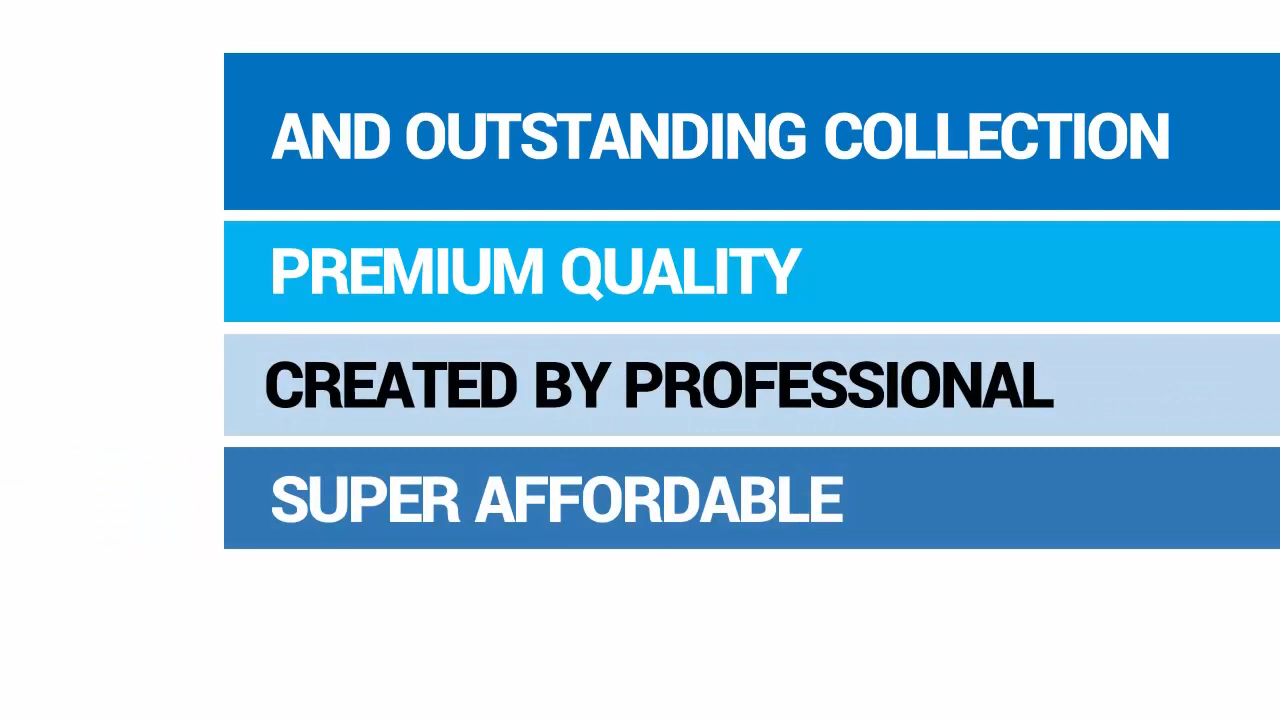 AND OUTSTANDING COLLECTION
PREMIUM QUALITY
CREATED BY PROFESSIONAL
SUPER AFFORDABLE